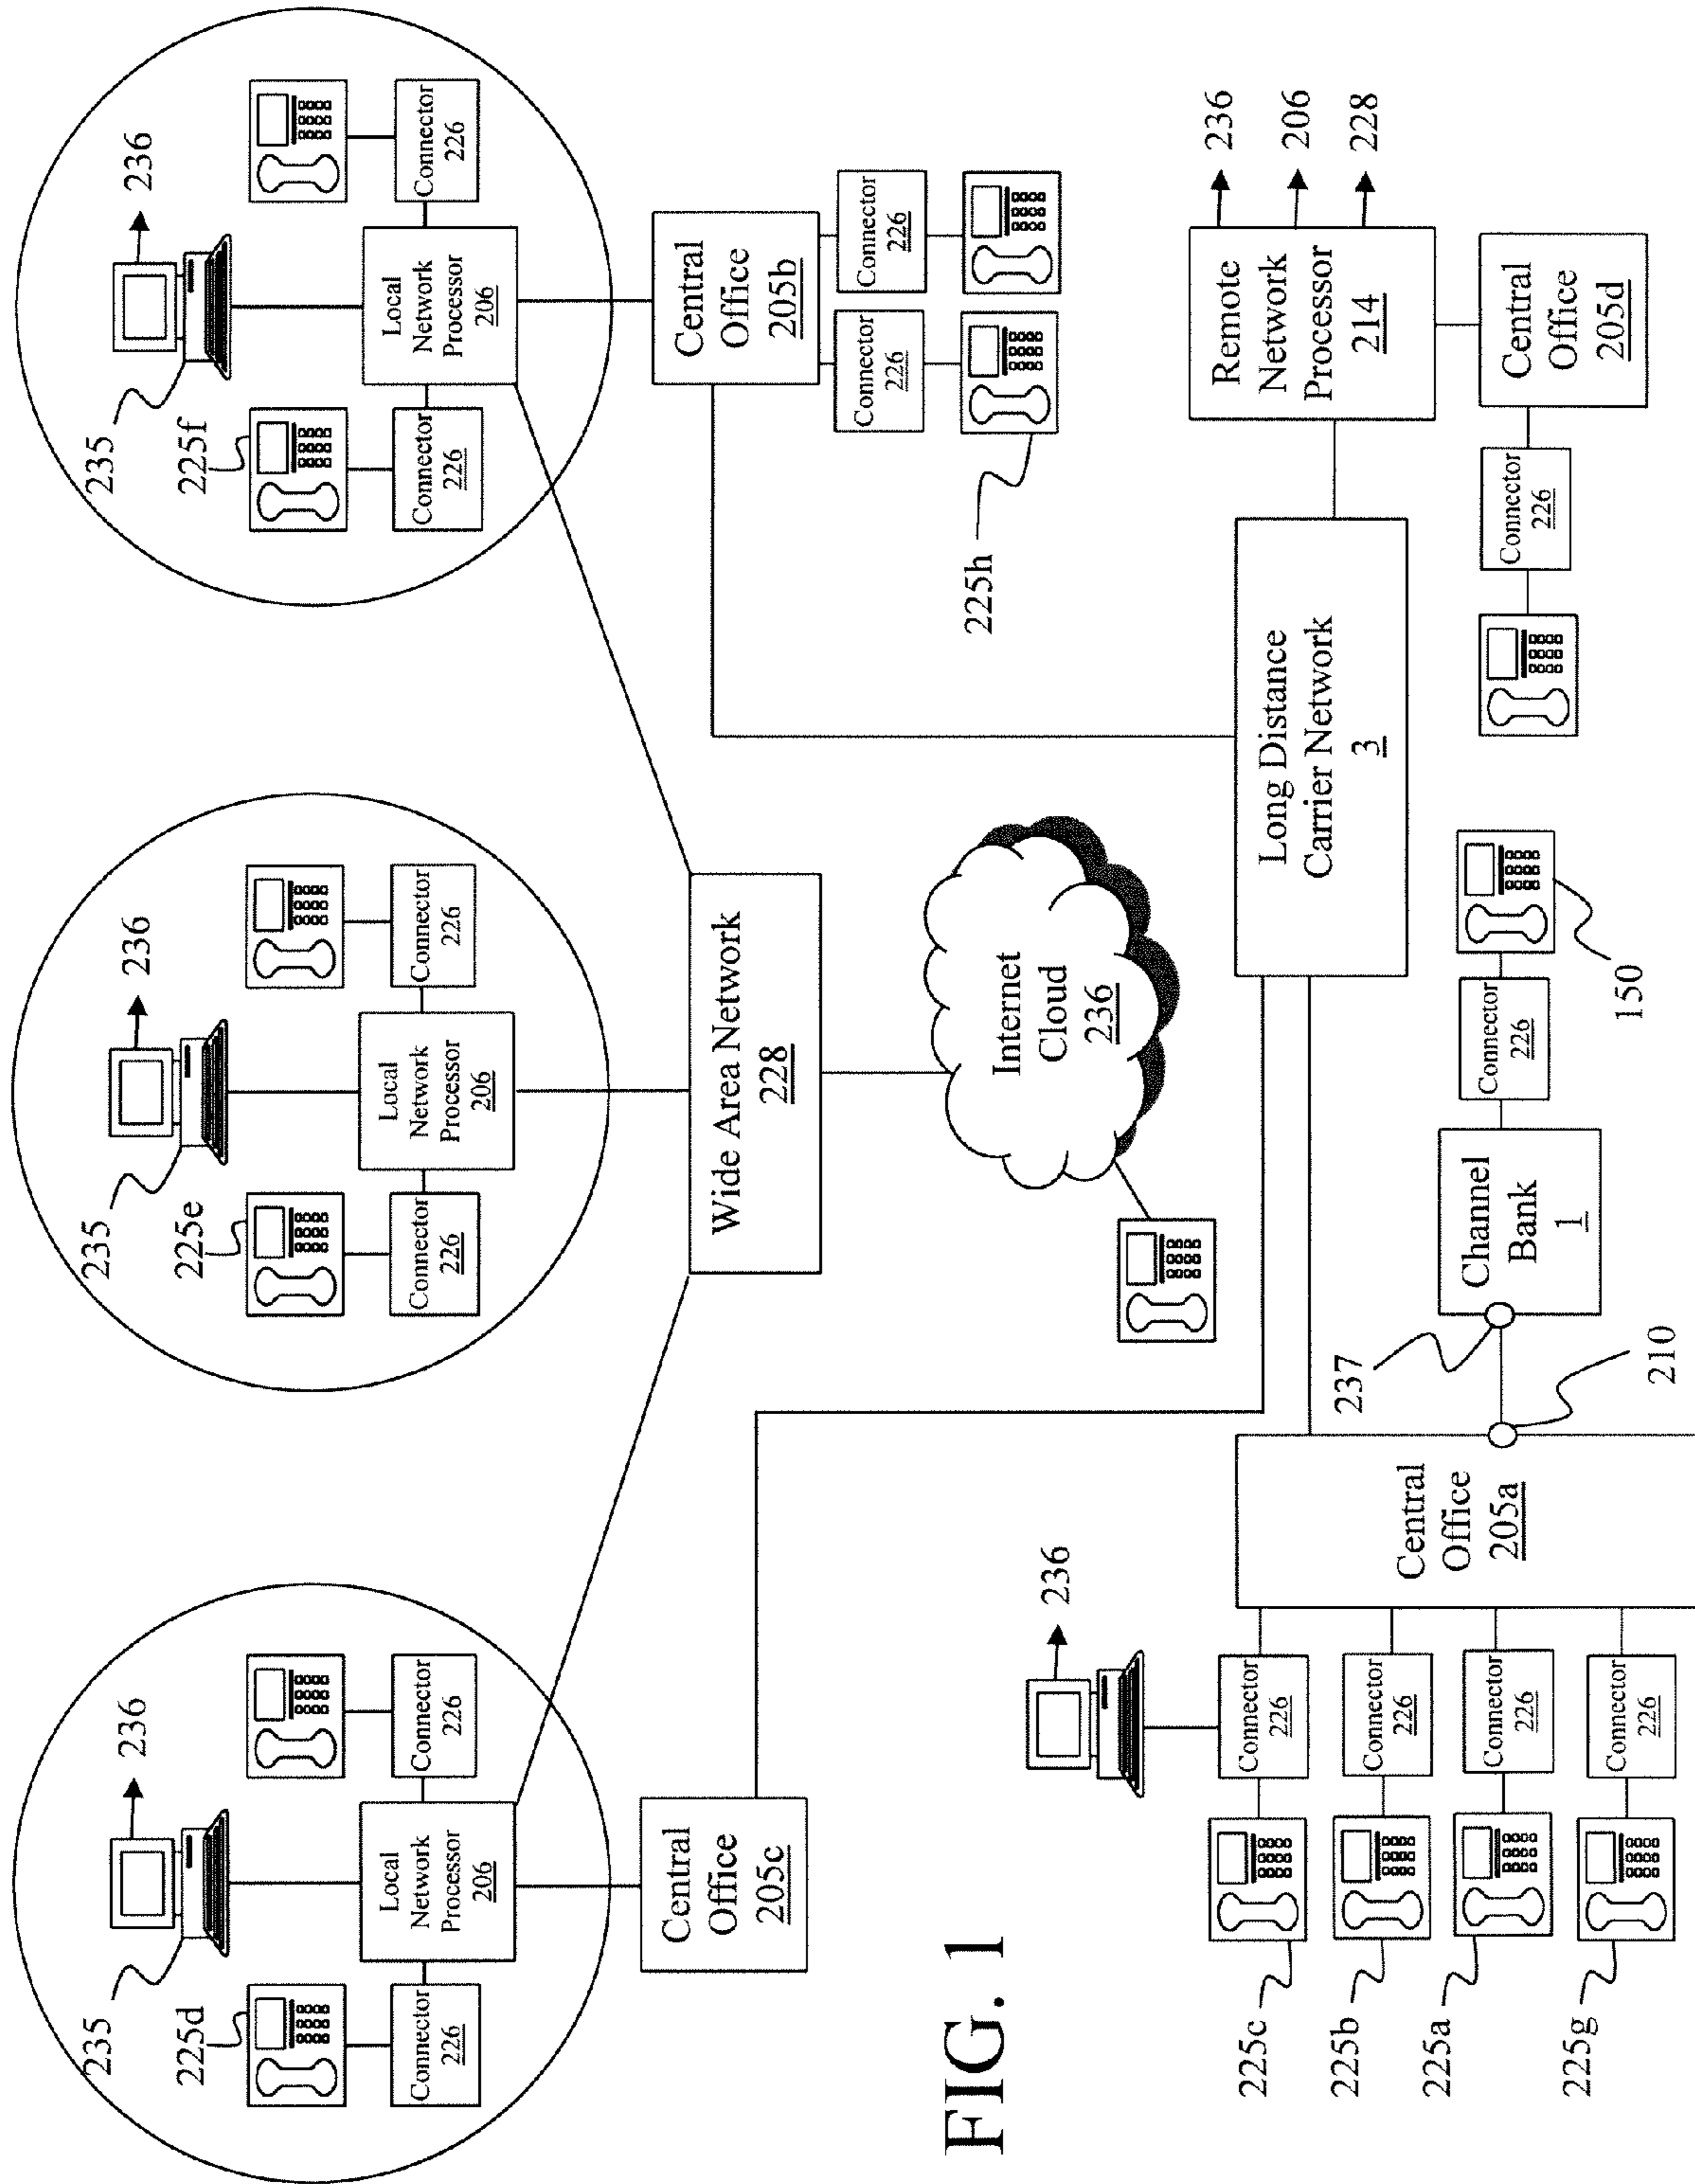 235
236
225d
Local
Network
Processor
206
Connector
226
Connector
226
235
236
225e
Local
Network
Processor
206
Connector
226
Connector
226
235
236
225f
Local
Network
Processor
206
Connector
226
Connector
226
Central
Office
205c
Wide Area Network
228
Central
Office
205b
Connector
226
Connector
226
225h
FIG. 1
236
Internet
Cloud
236
225c
Connector
226
225b
Connector
226
225a
Connector
226
225g
Connector
226
Central
Office
205a
210
237
Channel
Bank
1
Connector
226
150
Long Distance
Carrier Network
3
Remote
Network
Processor
214
236
206
228
Connector
226
Central
Office
205d